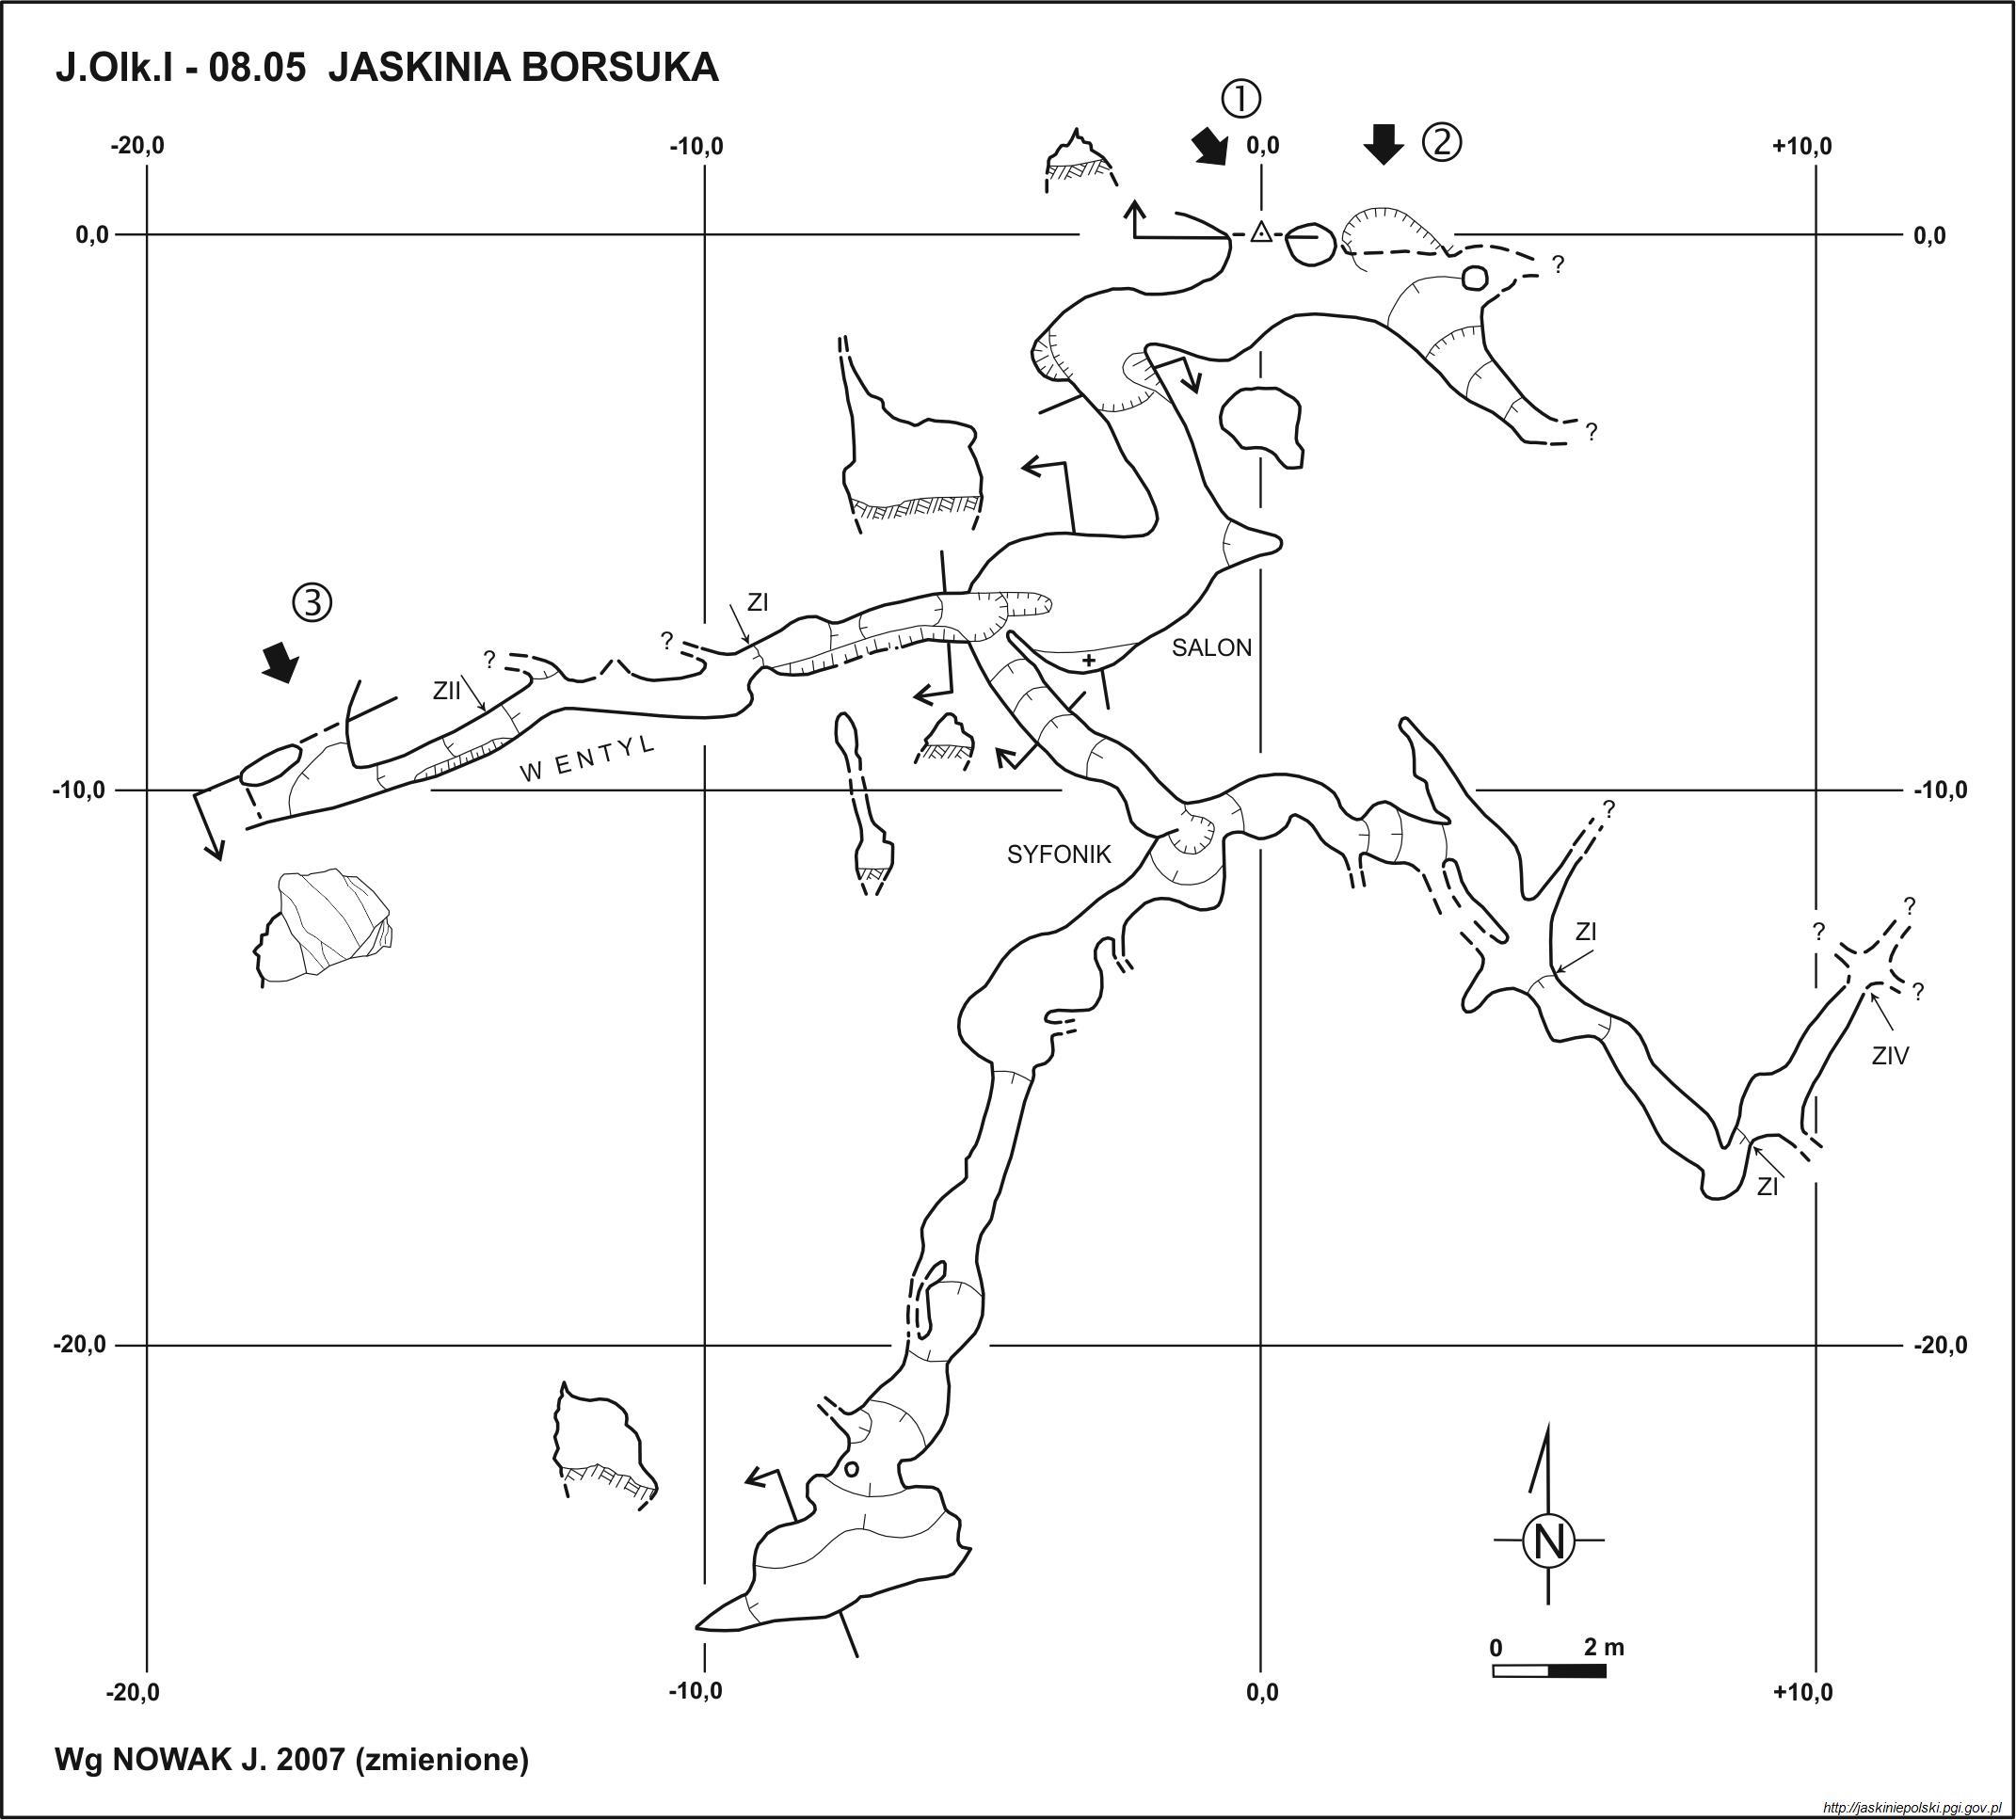 J.Olk.I - 08.05 JASKINIA BORSUKA
①
②
-20,0 -10,0 0,0 +10,0
0,0 0,0
?
?
③
ZI
?
SALON
?
ZII
WENTYL
-10,0 -10,0
?
SYFONIK
?
ZI
?
?
ZIV
ZI
-20,0 -20,0
N
0 2 m
-20,0 -10,0 0,0 +10,0
Wg NOWAK J. 2007 (zmienione)
http://jaskiniepolski.pgi.gov.pl